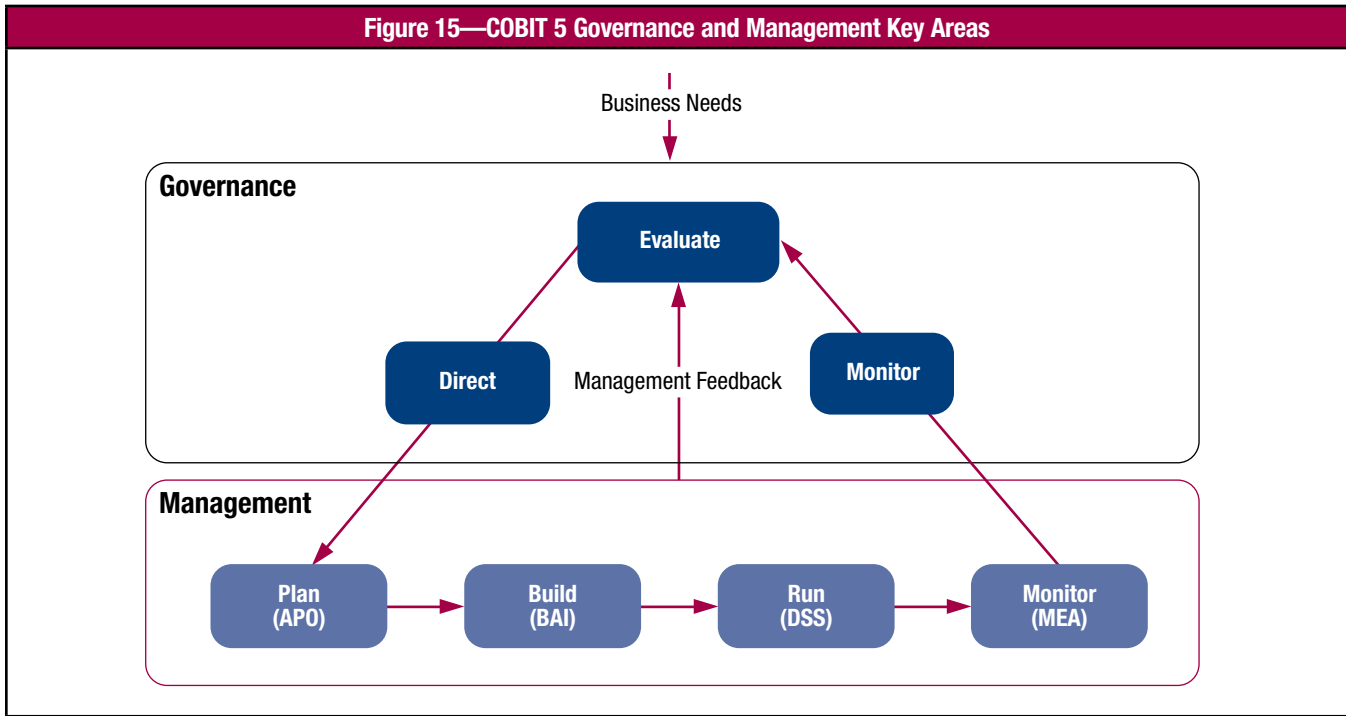 Figure 15—COBIT 5 Governance and Management Key Areas
Business Needs
Governance
Evaluate
Direct
Management Feedback
Monitor
Management
Plan
(APO)
Build
(BAI)
Run
(DSS)
Monitor
(MEA)